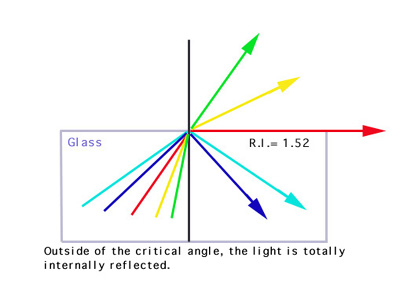 Glass
R.I.= 1.52
Outside of the critical angle, the light is totally
internally reflected.